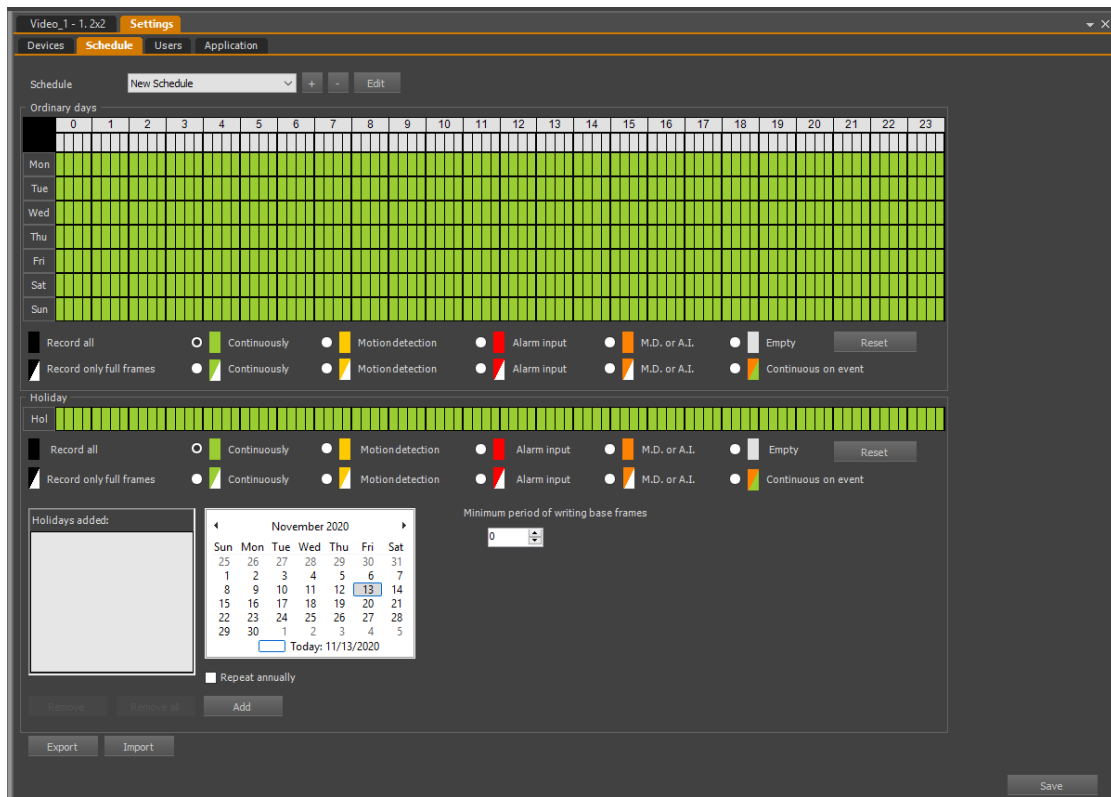 Video_1 - 1. 2x2 Settings
Devices Schedule Users Application
Schedule New Schedule + - Edit
Ordinary days
0 1 2 3 4 5 6 7 8 9 10 11 12 13 14 15 16 17 18 19 20 21 22 23
Mon
Tue
Wed
Thu
Fri
Sat
Sun
Record all Continuously Motion detection Alarm input M.D. or A.I. Empty Reset
Record only full frames Continuously Motion detection Alarm input M.D. or A.I. Continuous on event
Holiday
Hol
Record all Continuously Motion detection Alarm input M.D. or A.I. Empty Reset
Record only full frames Continuously Motion detection Alarm input M.D. or A.I. Continuous on event
Holidays added:
November 2020
Sun Mon Tue Wed Thu Fri Sat
25 26 27 28 29 30 31
1 2 3 4 5 6 7
8 9 10 11 12 13 14
15 16 17 18 19 20 21
22 23 24 25 26 27 28
29 30 1 2 3 4 5
Today: 11/13/2020
Minimum period of writing base frames
0
Repeat annually
Remove Remove all Add
Export Import
Save